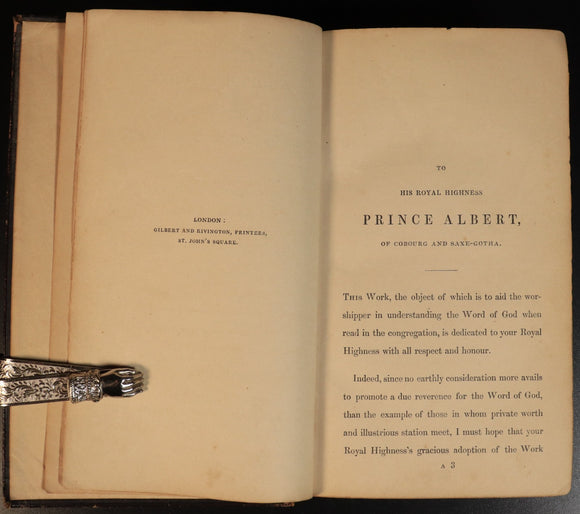 LONDON:
GILBERT AND RIVINGTON, PRINTERS,
ST. JOHN'S SQUARE.
TO
HIS ROYAL HIGHNESS
PRINCE ALBERT,
OF COBOURG AND SAXE-GOTHA.
THIS Work, the object of which is to aid the wor-
shipper in understanding the Word of God when
read in the congregation, is dedicated to your Royal
Highness with all respect and honour.
Indeed, since no earthly consideration more avails
to promote a due reverence for the Word of God,
than the example of those in whom private worth
and illustrious station meet, I must hope that your
Royal Highness's gracious adoption of the Work
A 3